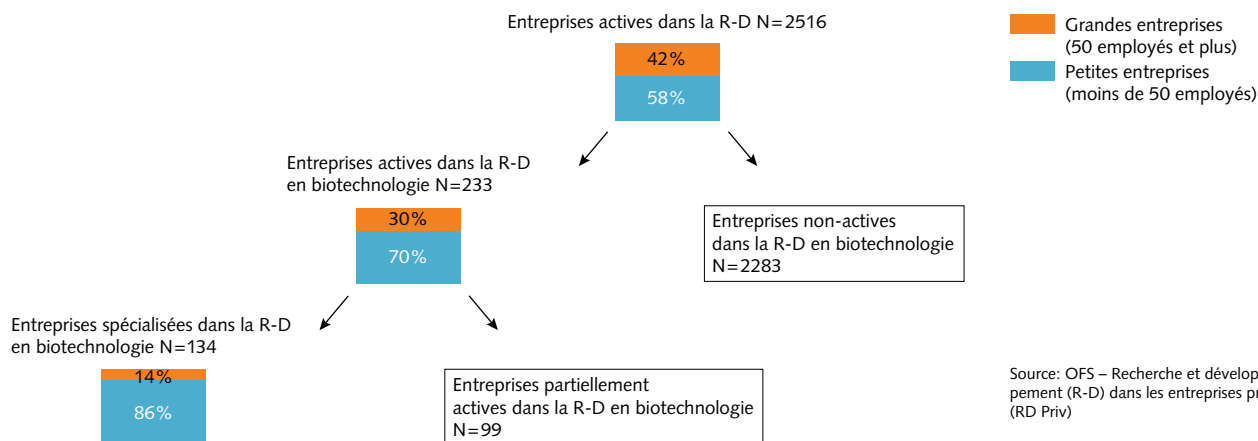 Entreprises actives dans la R-D N=2516
42%
58%
Grandes entreprises
(50 employés et plus)
Petites entreprises
(moins de 50 employés)
Entreprises actives dans la R-D
en biotechnologie N=233
30%
70%
Entreprises non-actives
dans la R-D en biotechnologie
N=2283
Entreprises spécialisées dans la R-D
en biotechnologie N=134
14%
86%
Entreprises partiellement
actives dans la R-D en biotechnologie
N=99
Source: OFS – Recherche et dévelop
pement (R-D) dans les entreprises
(RD Priv)